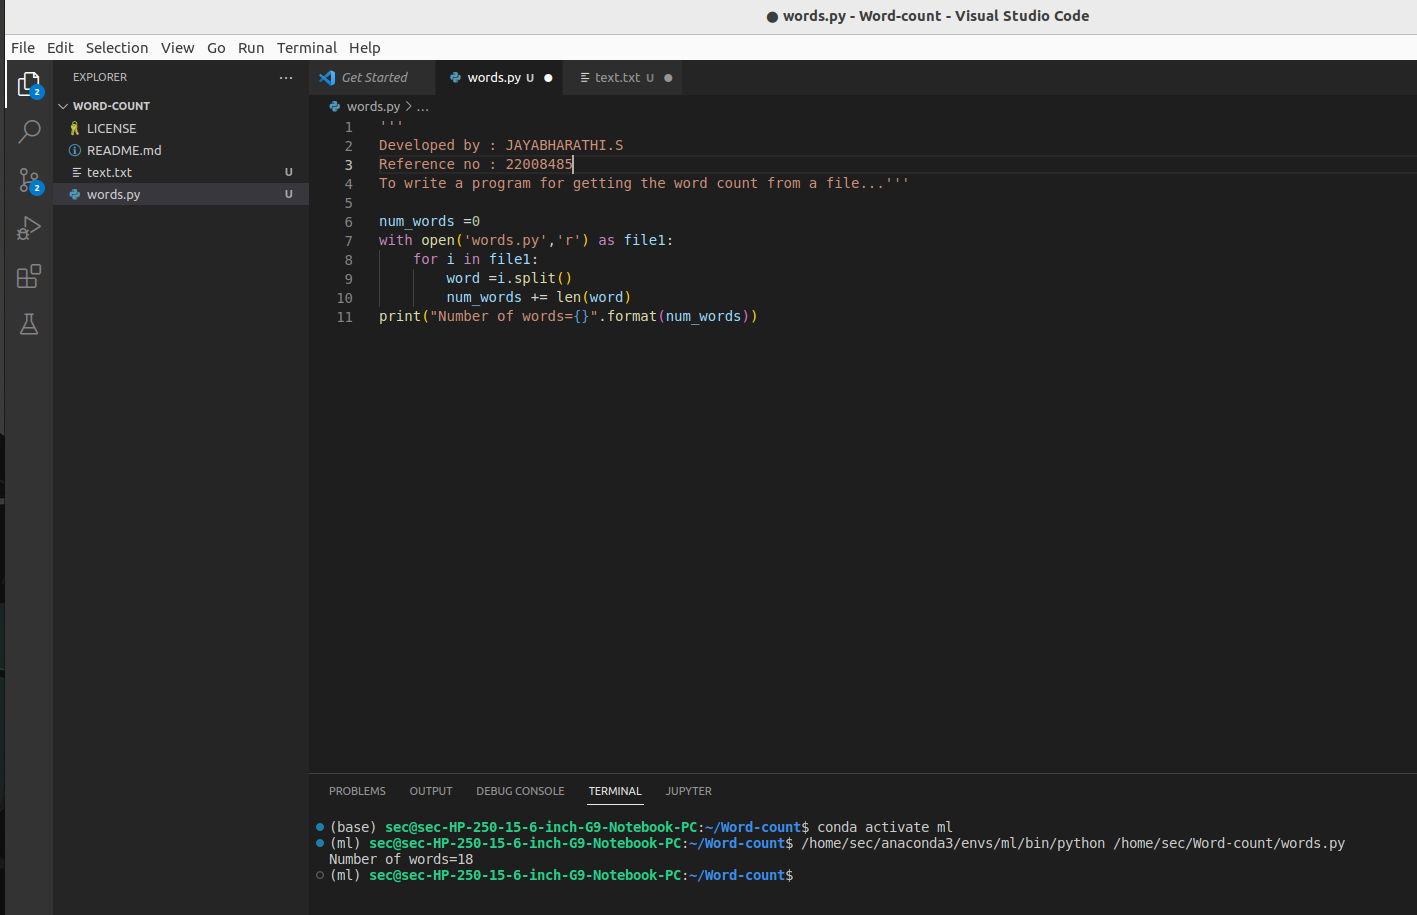 ● words.py - Word-count - Visual Studio Code
File Edit Selection View Go Run Terminal Help
EXPLORER ...
WORD-COUNT
LICENSE
README.md
text.txt U
words.py U
2
2
Get Started words.py U ● text.txt U ●
words.py > ...
1 '''
2 Developed by : JAYABHARATHI.S
3 Reference no : 22008485
4 To write a program for getting the word count from a file...'''
5
6 num_words =0
7 with open('words.py','r') as file1:
8     for i in file1:
9         word =i.split()
10         num_words += len(word)
11 print("Number of words={}".format(num_words))
PROBLEMS OUTPUT DEBUG CONSOLE TERMINAL JUPYTER
(base) sec@sec-HP-250-15-6-inch-G9-Notebook-PC:~/Word-count$ conda activate ml
(ml) sec@sec-HP-250-15-6-inch-G9-Notebook-PC:~/Word-count$ /home/sec/anaconda3/envs/ml/bin/python /home/sec/Word-count/words.py
Number of words=18
(ml) sec@sec-HP-250-15-6-inch-G9-Notebook-PC:~/Word-count$